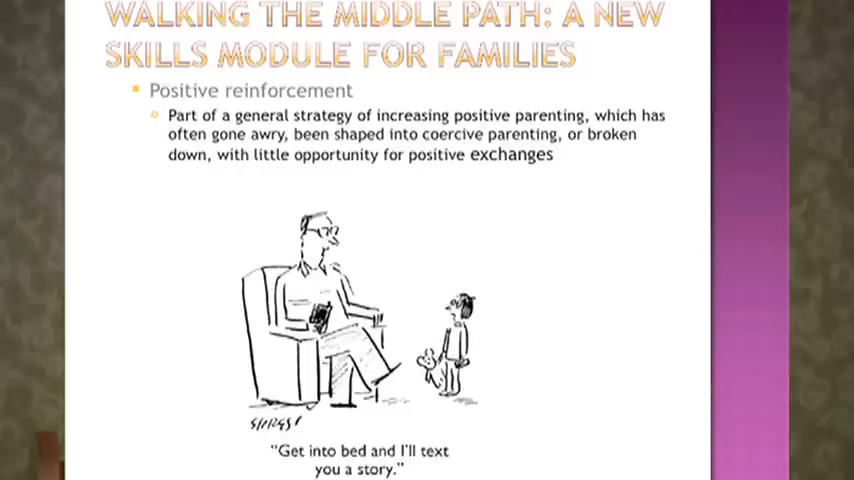 WALKING THE MIDDLE PATH: A NEW
SKILLS MODULE FOR FAMILIES
Positive reinforcement
Part of a general strategy of increasing positive parenting, which has
often gone awry, been shaped into coercive parenting, or broken
down, with little opportunity for positive exchanges
"Get into bed and I'll text
you a story."